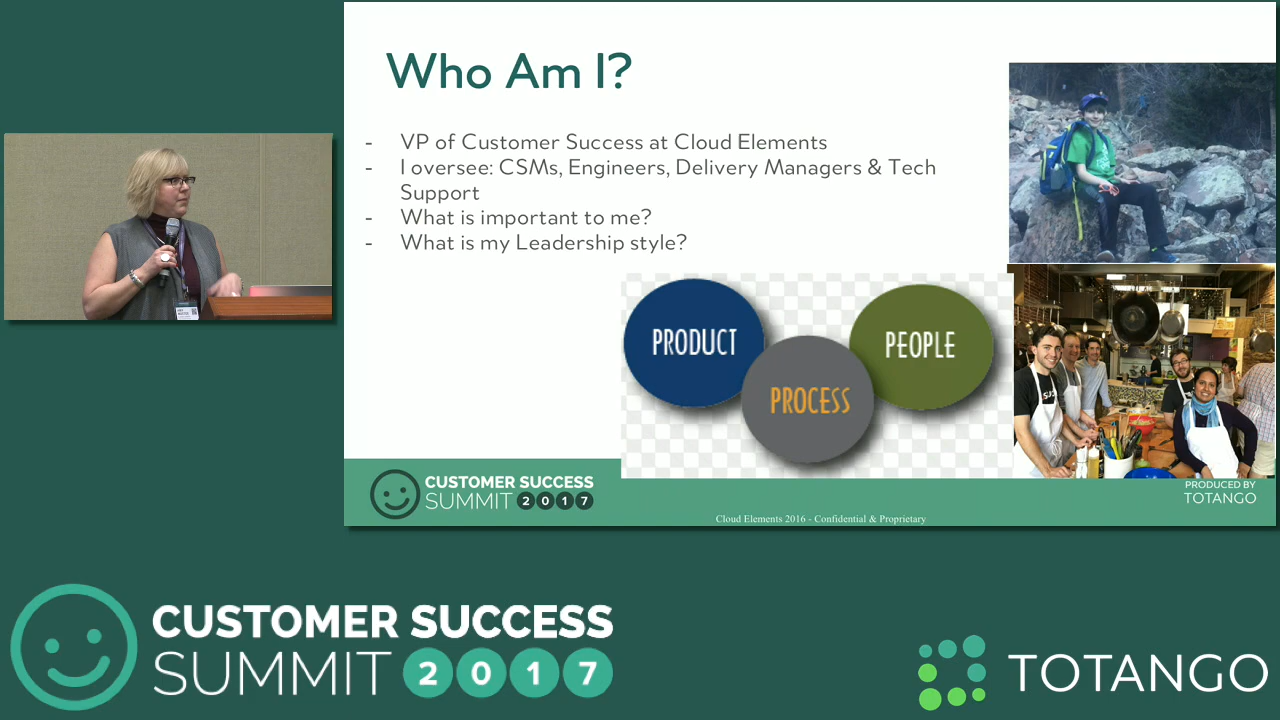 Who Am I?
- VP of Customer Success at Cloud Elements
- I oversee: CSMs, Engineers, Delivery Managers & Tech
Support
- What is important to me?
- What is my Leadership style?
PRODUCT
PROCESS
PEOPLE
CUSTOMER SUCCESS
SUMMIT 2017
PRODUCED BY
TOTANGO
Cloud Elements 2016 - Confidential & Proprietary
CUSTOMER SUCCESS
SUMMIT 2017
TOTANGO